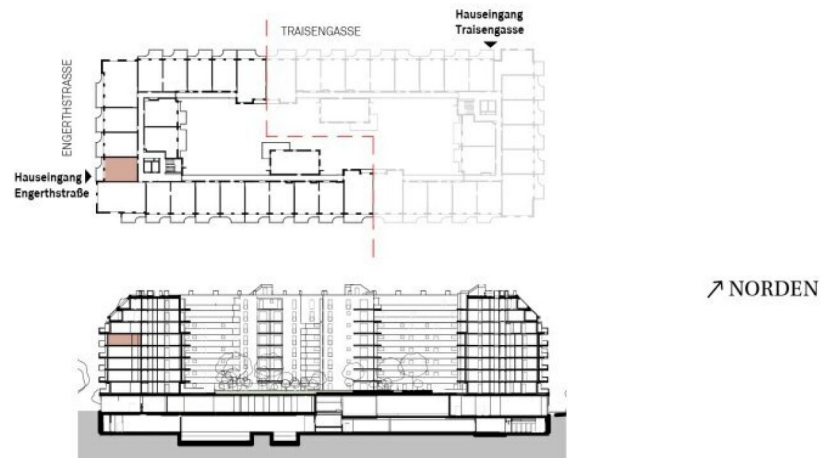 Hauseingang
Traisengasse
TRAISENGASSE
ENGERTHSTRASSE
Hauseingang
Engerthstraße
NORDEN